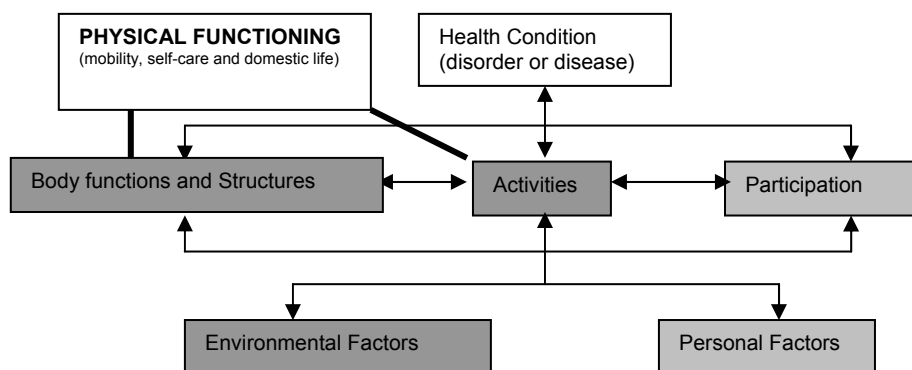 PHYSICAL FUNCTIONING
(mobility, self-care and domestic life)
Health Condition
(disorder or disease)
Body functions and Structures
Activities
Participation
Environmental Factors
Personal Factors